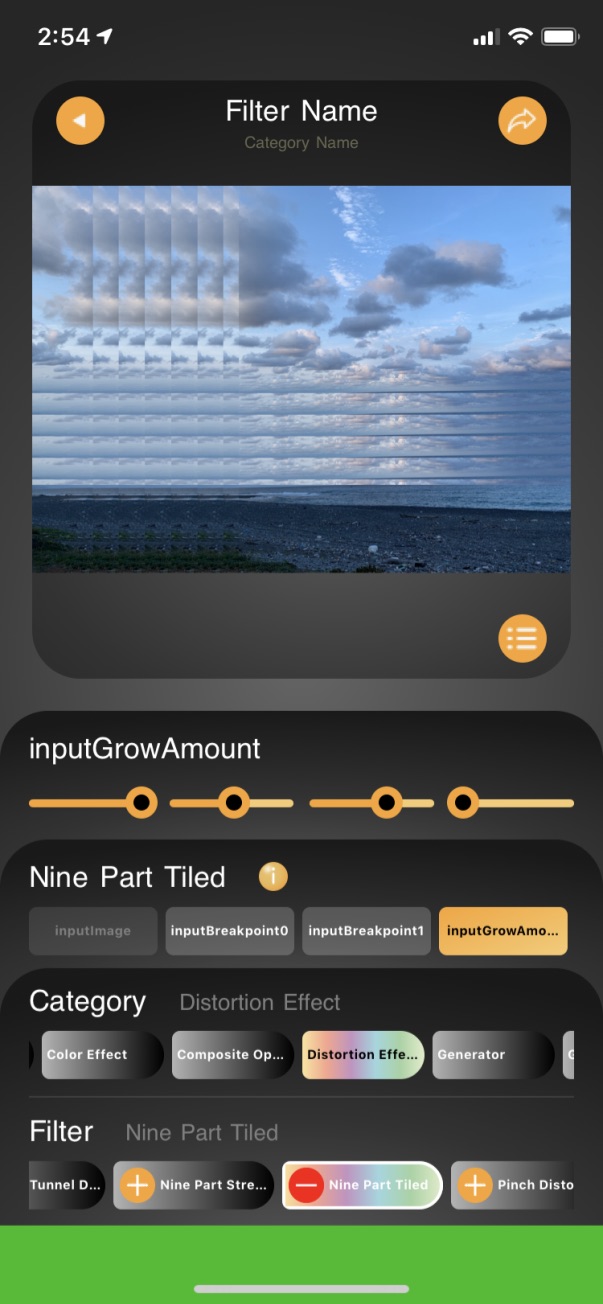 2:54
Filter Name
Category Name
inputGrowAmount
Nine Part Tiled i
inputImage inputBreakpoint0 inputBreakpoint1 inputGrowAmo...
Category Distortion Effect
Color Effect Composite Op... Distortion Effe... Generator
Filter Nine Part Tiled
Tunnel D... Nine Part Stre... Nine Part Tiled Pinch Disto